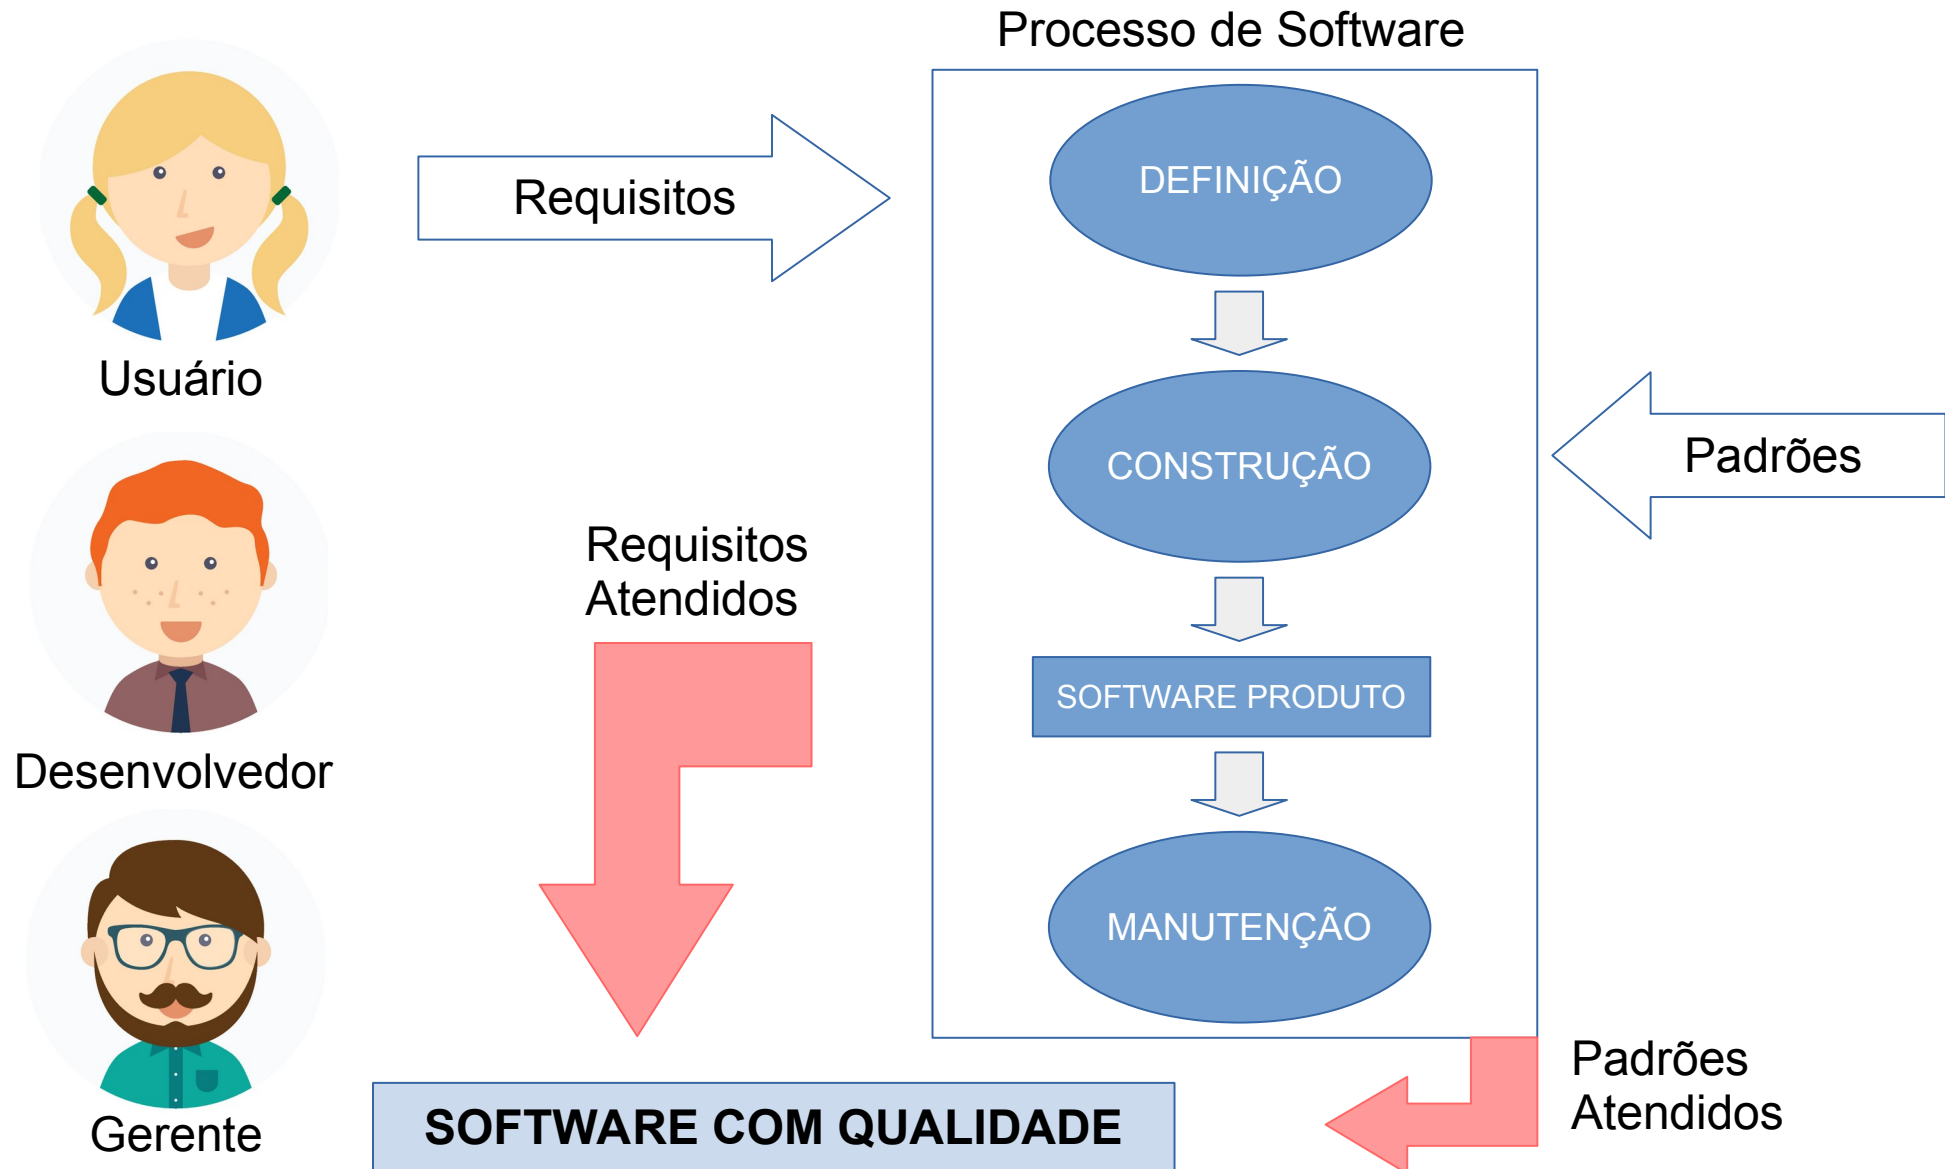 Processo de Software
Requisitos
DEFINIÇÃO
Usuário
CONSTRUÇÃO
Padrões
Requisitos
Atendidos
SOFTWARE PRODUTO
Desenvolvedor
MANUTENÇÃO
Padrões
Atendidos
SOFTWARE COM QUALIDADE
Gerente